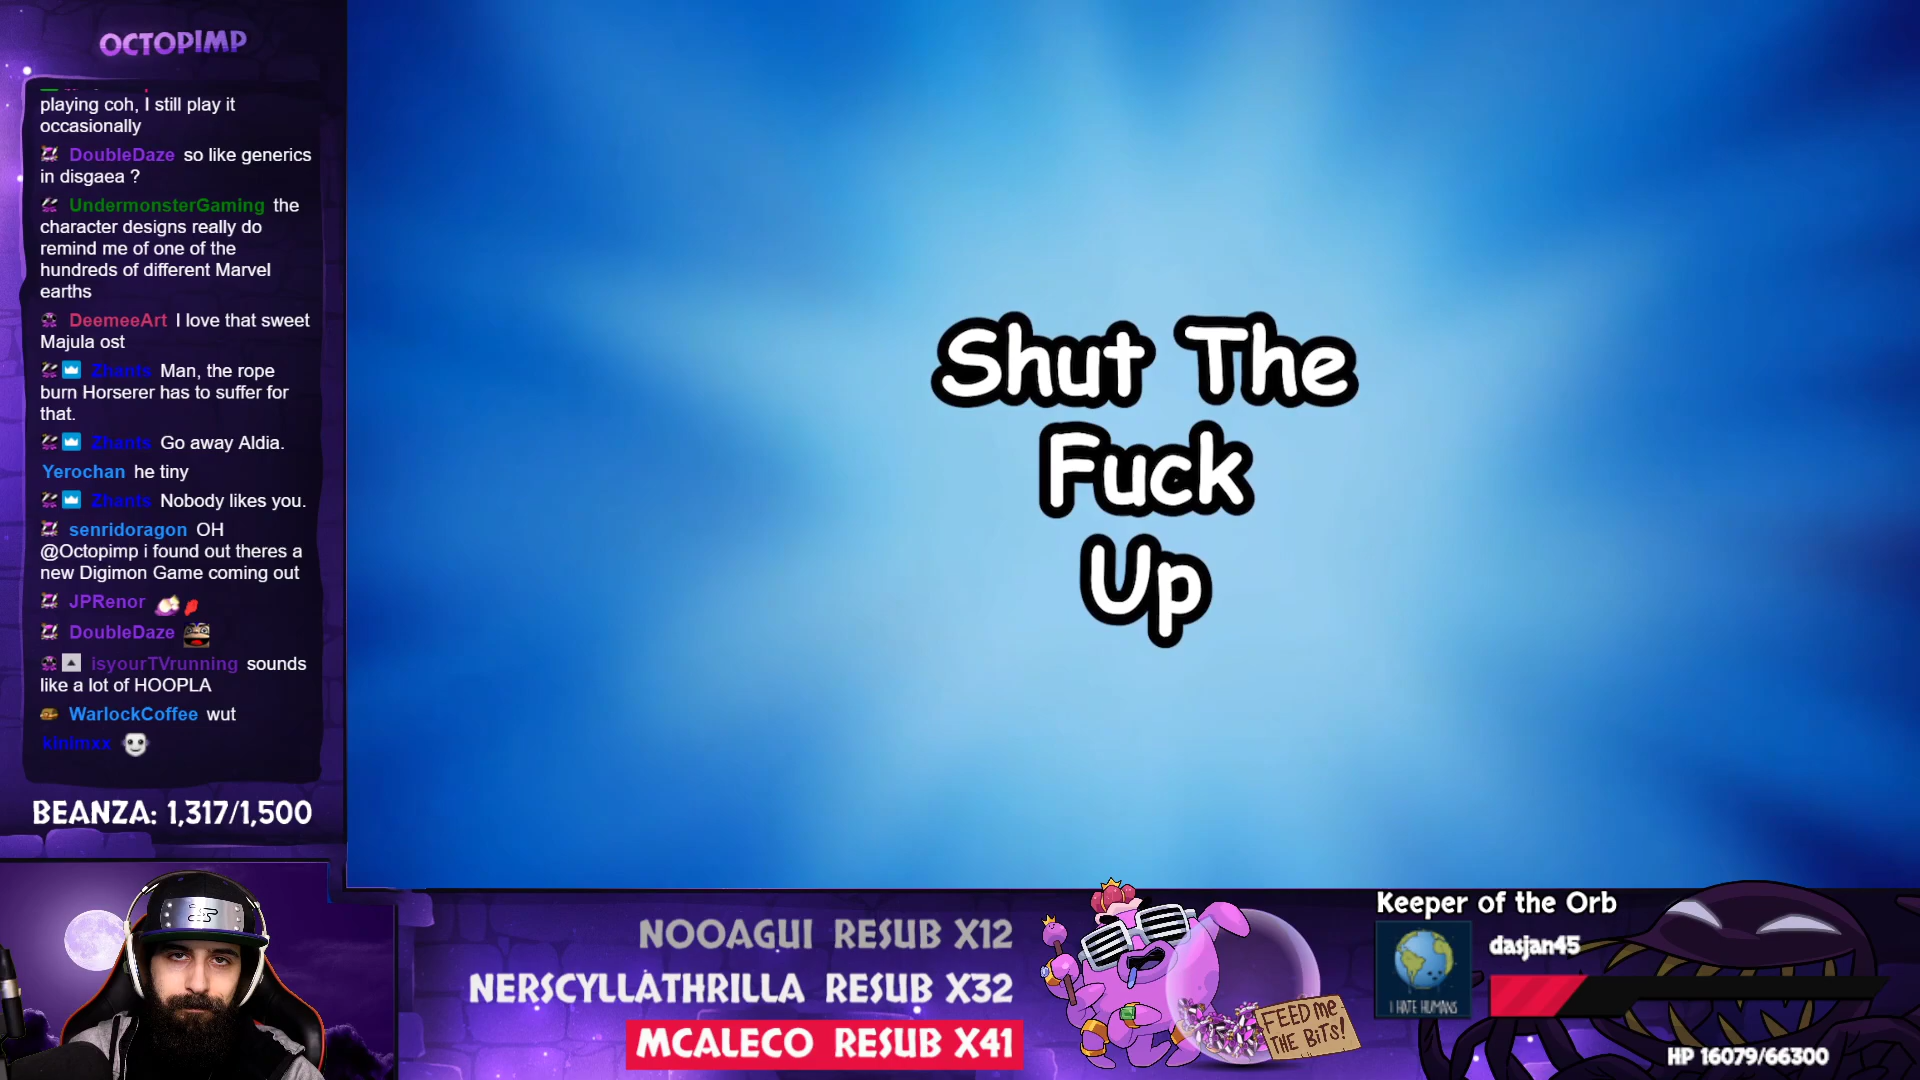 OCTOPIMP
playing coh, I still play it
occasionally
DoubleDaze so like generics
in disgaea ?
UndermonsterGaming the
character designs really do
remind me of one of the
hundreds of different Marvel
earths
DeemeeArt I love that sweet
Majula ost
Zhants Man, the rope
burn Horserer has to suffer for
that.
Zhants Go away Aldia.
Yerochan he tiny
Zhants Nobody likes you.
senridoragon OH
@Octopimp i found out theres a
new Digimon Game coming out
JPRenor
DoubleDaze
isyourTVrunning sounds
like a lot of HOOPLA
WarlockCoffee wut
kinimxx
BEANZA: 1,317/1,500
Shut The
Fuck
Up
NOOAGUI RESUB X12
NERSCYLLATHRILLA RESUB X32
MCALECO RESUB X41
FEED ME
THE BITS!
Keeper of the Orb
dasjan45
I HATE HUMANS
HP 16079/66300